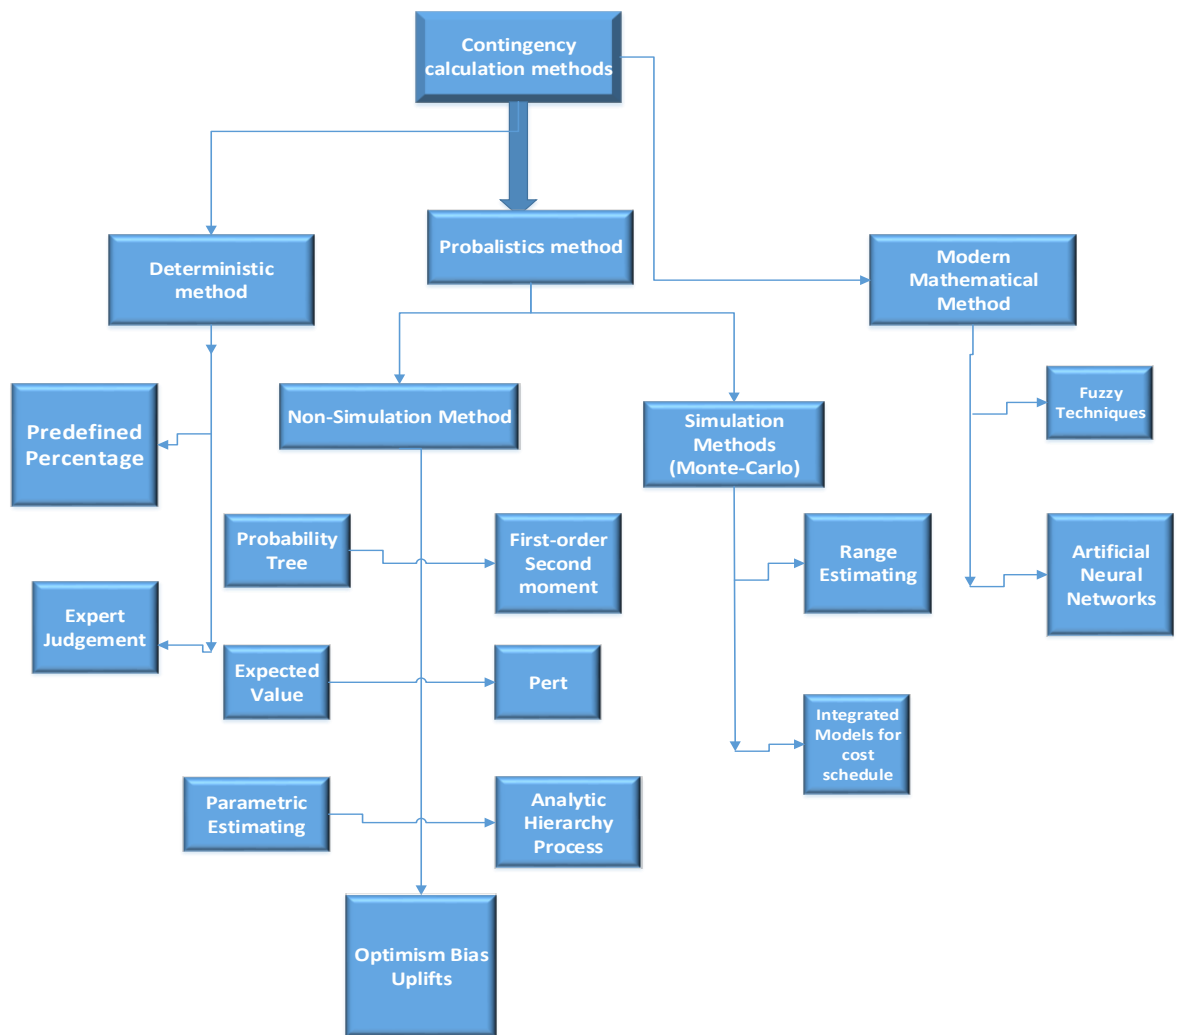 Contingency
calculation methods
Probalistics method
Deterministic
method
Modern
Mathematical
Method
Predefined
Percentage
Non-Simulation Method
Simulation
Methods
(Monte-Carlo)
Fuzzy
Techniques
Probability
Tree
First-order
Second
moment
Range
Estimating
Artificial
Neural
Networks
Expert
Judgement
Expected
Value
Pert
Integrated
Models for
cost
schedule
Parametric
Estimating
Analytic
Hierarchy
Process
Optimism Bias
Uplifts